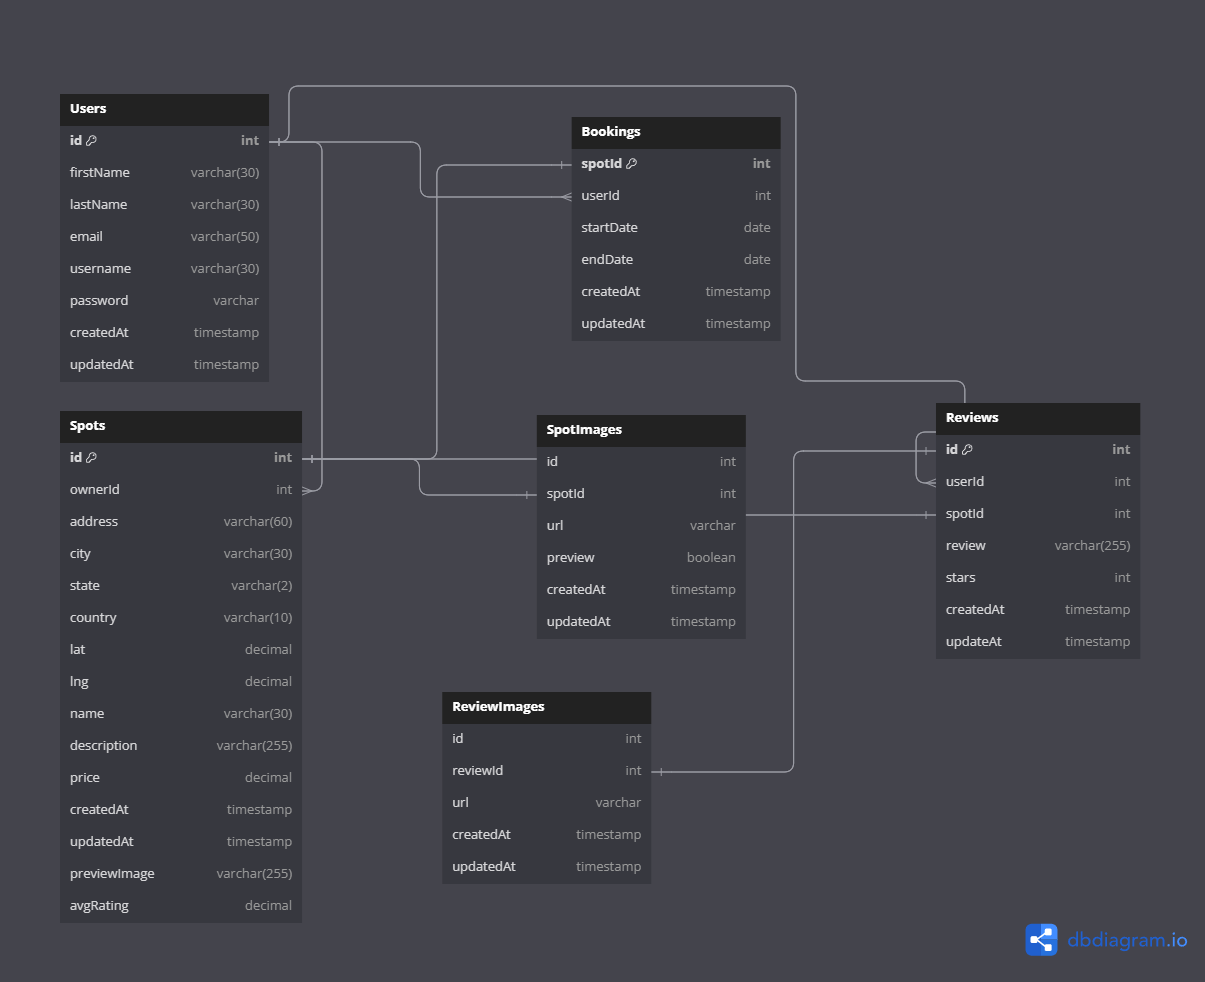 Users
id int
firstName varchar(30)
lastName varchar(30)
email varchar(50)
username varchar(30)
password varchar
createdAt timestamp
updatedAt timestamp
Bookings
spotId int
userId int
startDate date
endDate date
createdAt timestamp
updatedAt timestamp
Spots
id int
ownerId int
address varchar(60)
city varchar(30)
state varchar(2)
country varchar(10)
lat decimal
lng decimal
name varchar(30)
description varchar(255)
price decimal
createdAt timestamp
updatedAt timestamp
previewImage varchar(255)
avgRating decimal
SpotImages
id int
spotId int
url varchar
preview boolean
createdAt timestamp
updatedAt timestamp
Reviews
id int
userId int
spotId int
review varchar(255)
stars int
createdAt timestamp
updateAt timestamp
ReviewImages
id int
reviewId int
url varchar
createdAt timestamp
updatedAt timestamp
dbdiagram.io